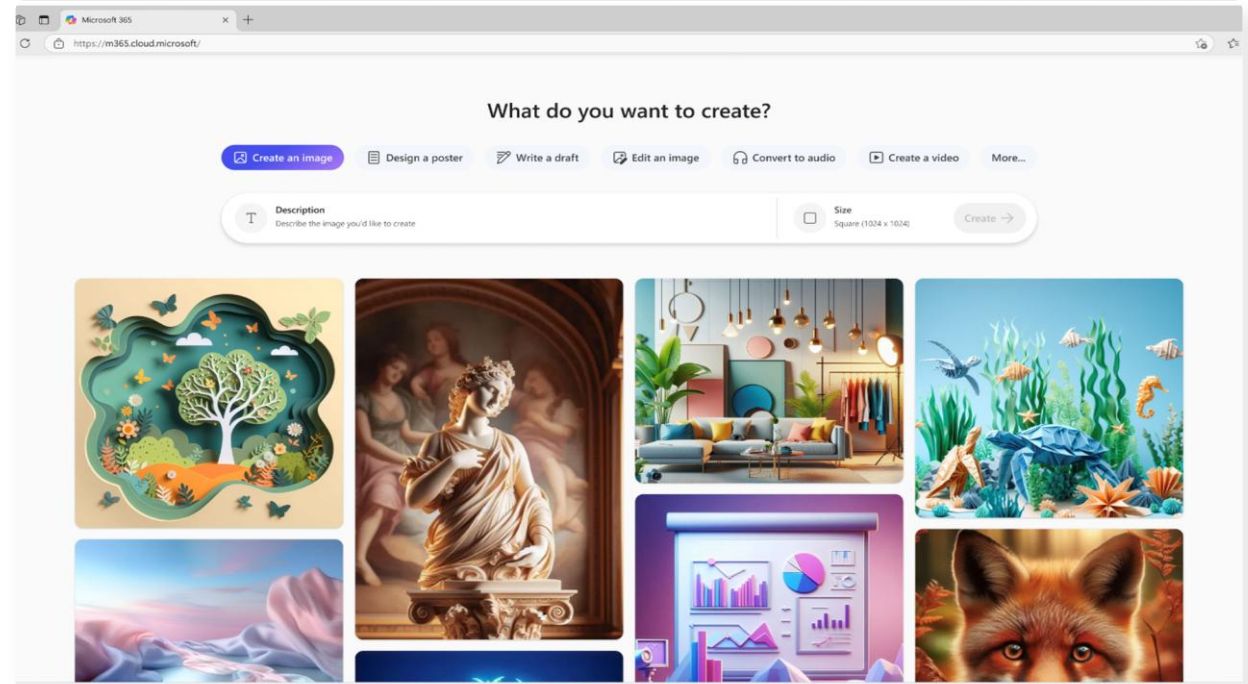 Microsoft 365
https://m365.cloud.microsoft/
What do you want to create?
Create an image
Design a poster
Write a draft
Edit an image
Convert to audio
Create a video
More...
Description
Describe the image you'd like to create
Size
Square (1024 x 1024)
Create